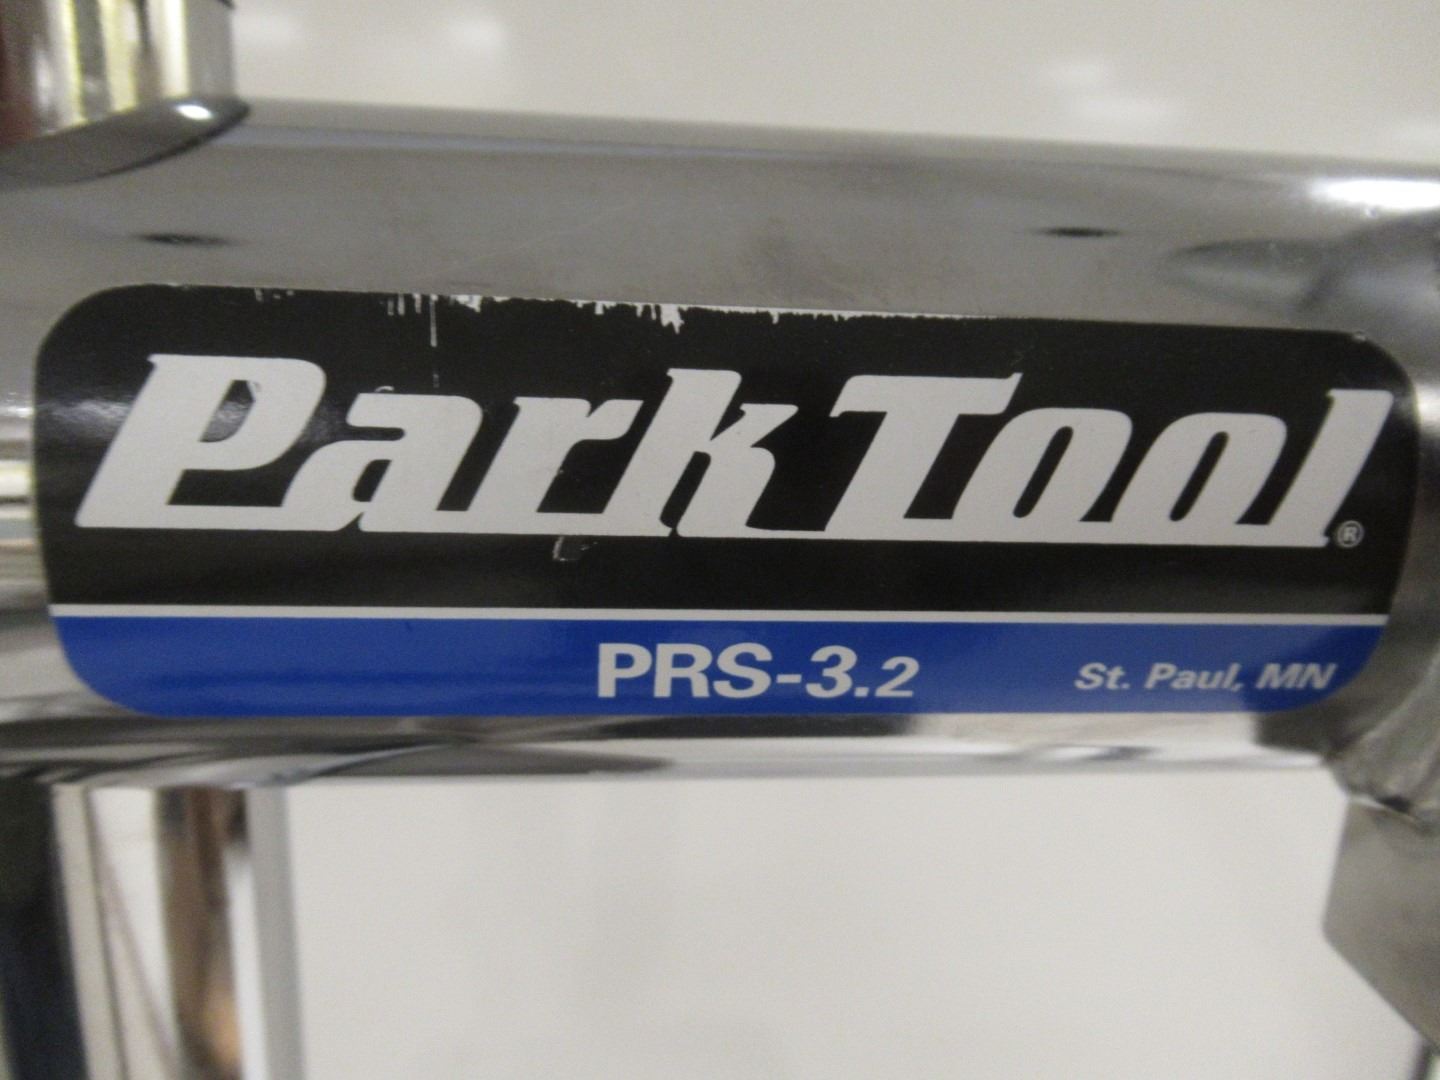 Park Tool®
PRS-3.2 St. Paul, MN